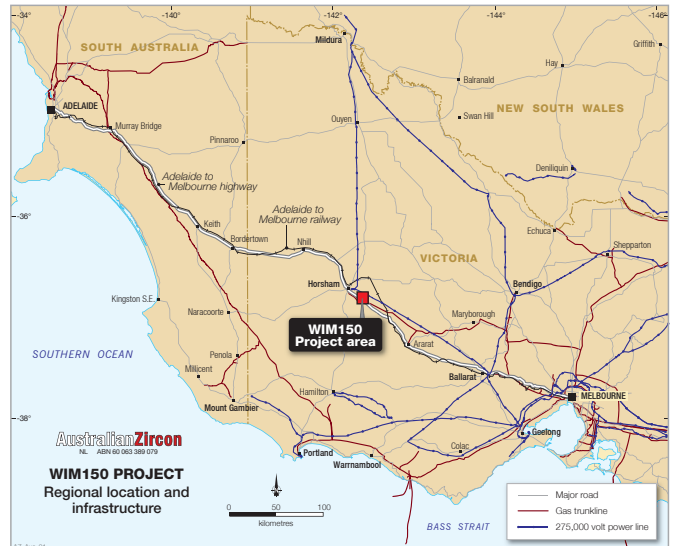 -34°
-140°
-142°
-144°
-146°
-34°
SOUTH AUSTRALIA
Mildura
Griffith
Hay
Balranald
ADELAIDE
NEW SOUTH WALES
Swan Hill
Murray Bridge
Ouyen
Pinnaroo
Deniliquin
Adelaide to
Melbourne highway
Adelaide to
Melbourne railway
-36°
-36°
Keith
Echuca
Bordertown
Nhill
Shepparton
VICTORIA
Horsham
Bendigo
Kingston S.E.
Naracoorte
Maryborough
WIM150
Project area
SOUTHERN OCEAN
Penola
Ararat
Millicent
Ballarat
Hamilton
MELBOURNE
Mount Gambier
-38°
-38°
Geelong
AustralianZircon
NL ABN 60 063 389 079
Colac
Portland
Warrnambool
WIM150 PROJECT
Regional location and
infrastructure
0 50 100
kilometres
BASS STRAIT
Major road
Gas trunkline
275,000 volt power line